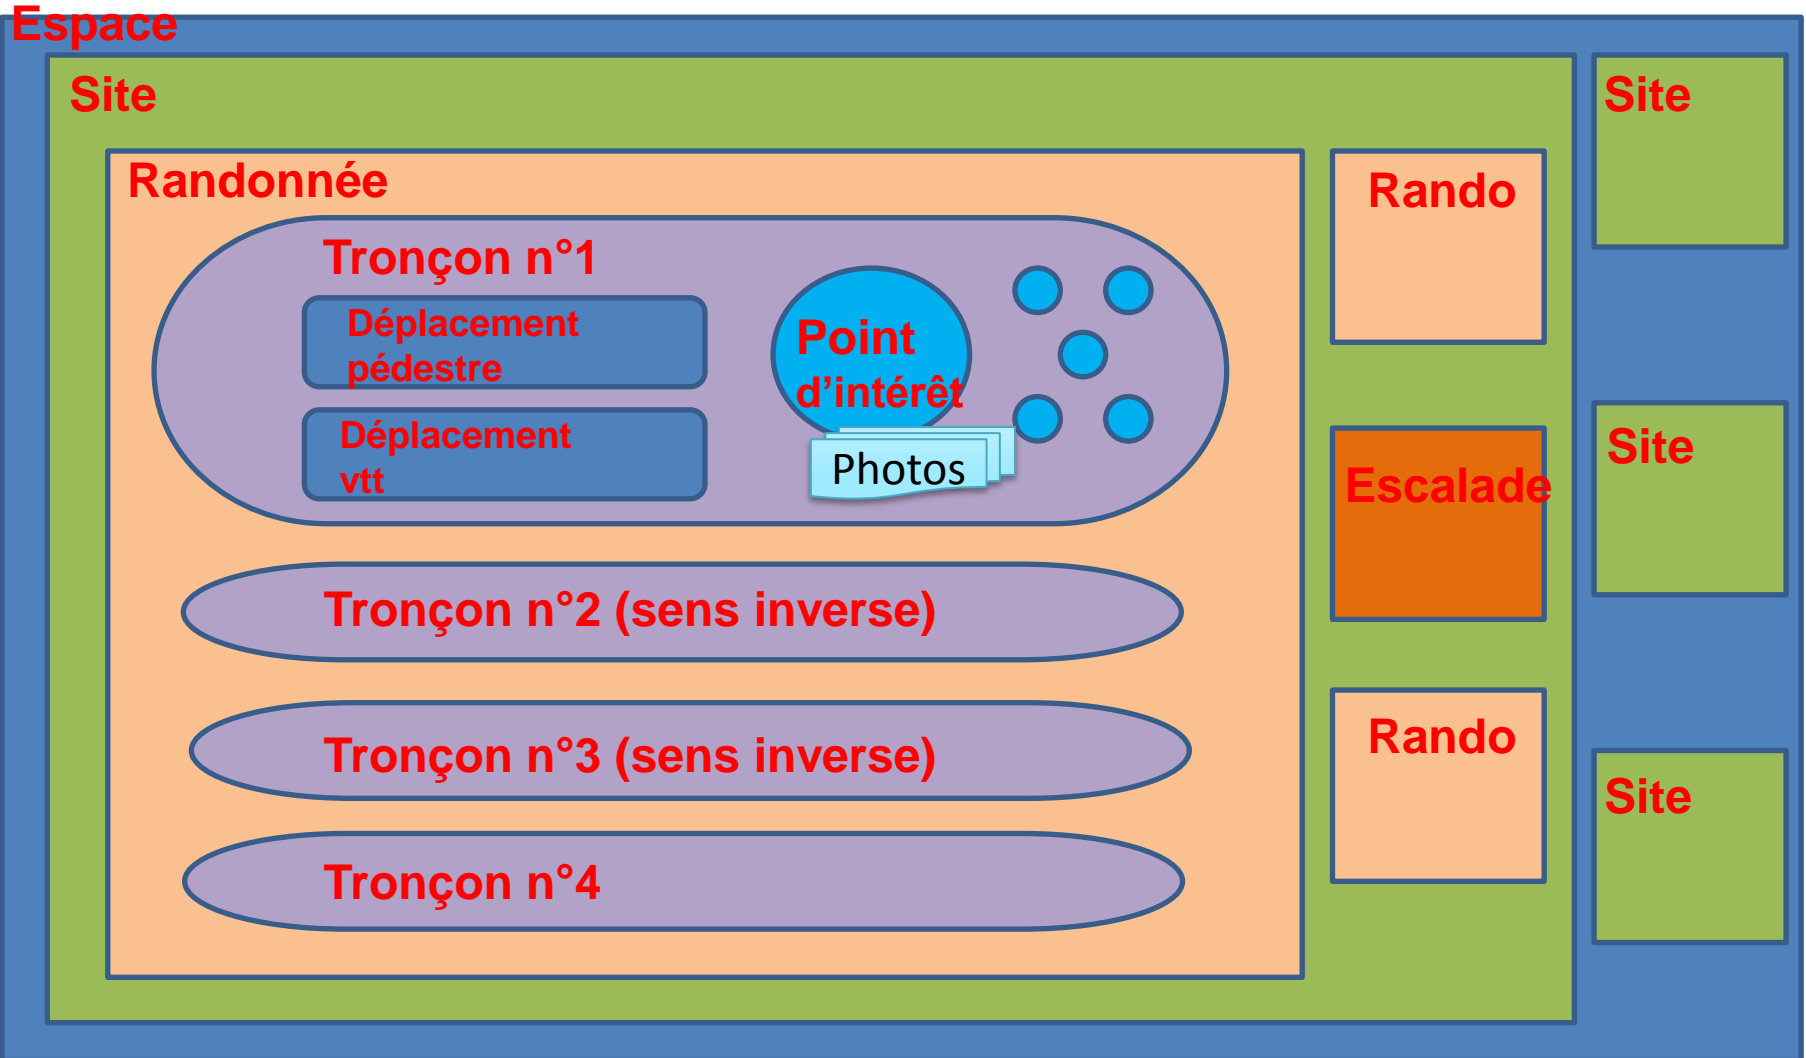 Espace
Site
Randonnée
Tronçon n°1
Déplacement
pédestre
Déplacement
vtt
Point
d’intérêt
Photos
Tronçon n°2 (sens inverse)
Tronçon n°3 (sens inverse)
Tronçon n°4
Rando
Escalade
Rando
Site
Site
Site